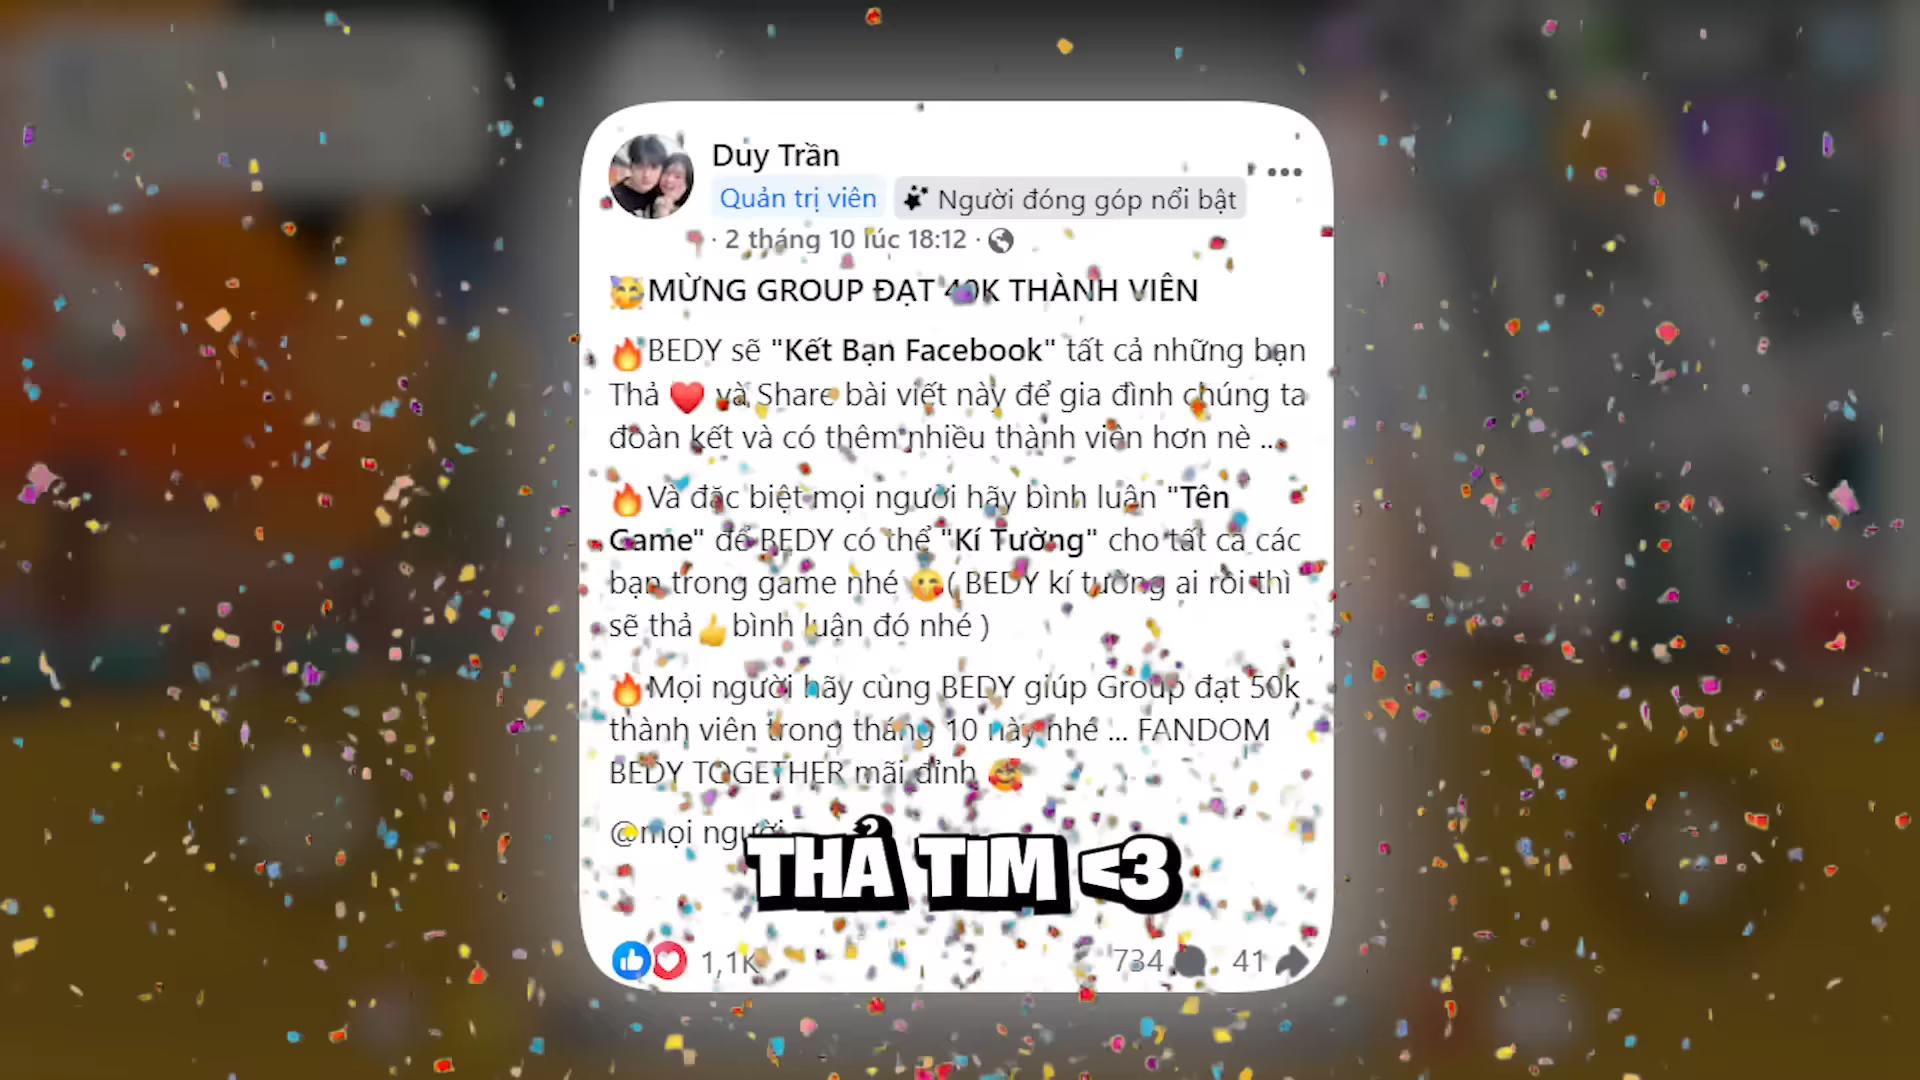 Duy Trần
Quản trị viên Người đóng góp nổi bật
· 2 tháng 10 lúc 18:12 ·
🥳MỪNG GROUP ĐẠT 40K THÀNH VIÊN
🔥BEDY sẽ "Kết Bạn Facebook" tất cả những bạn
Thả ❤️ và Share bài viết này để gia đình chúng ta
đoàn kết và có thêm nhiều thành viên hơn nè ...
🔥Và đặc biệt mọi người hãy bình luận "Tên
Game" để BEDY có thể "Kí Tường" cho tất cả các
bạn trong game nhé 😋( BEDY kí tường ai rồi thì
sẽ thả 👍bình luận đó nhé )
🔥Mọi người hãy cùng BEDY giúp Group đạt 50k
thành viên trong tháng 10 này nhé ... FANDOM
BEDY TOGETHER mãi đỉnh 🥰
@mọi người
THẢ TIM <3
1,1K 734 41